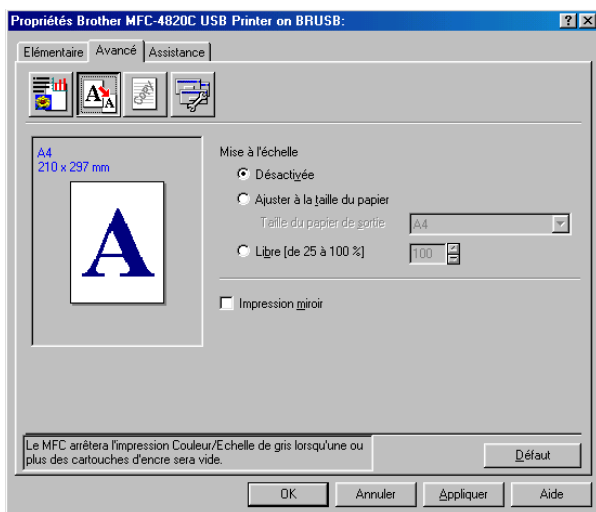 Propriétés Brother MFC-4820C USB Printer on BRUSB:
Elémentaire Avancé Assistance
A4
210 x 297 mm
A
Mise à l'échelle
Désactivée
Ajuster à la taille du papier
Taille du papier de sortie A4
Libre [de 25 à 100 %] 100
Impression miroir
Le MFC arrêtera l'impression Couleur/Echelle de gris lorsqu'une ou
plus des cartouches d'encre sera vide.
Défaut
OK Annuler Appliquer Aide